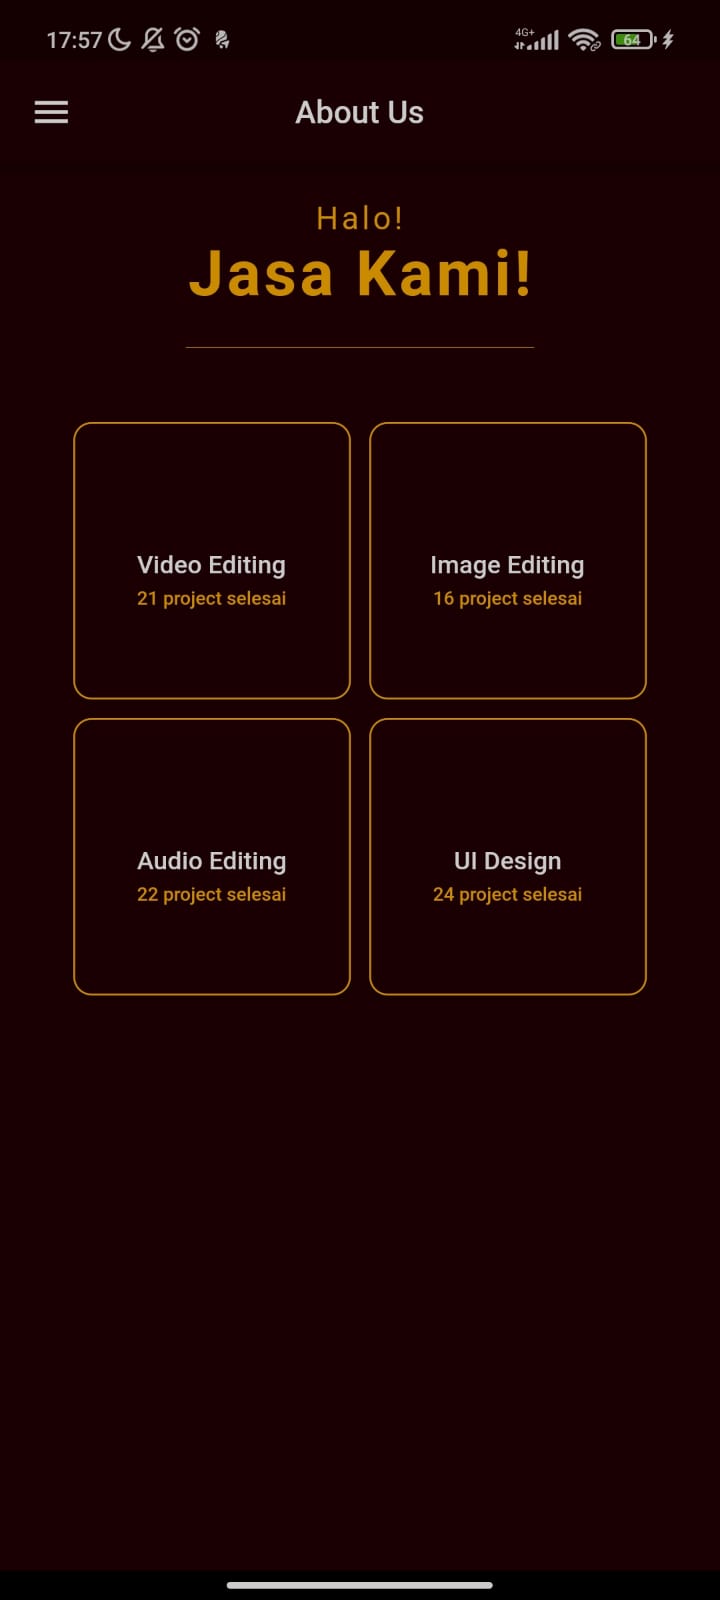 17:57
4G+
64
About Us
Halo!
Jasa Kami!
Video Editing
21 project selesai
Image Editing
16 project selesai
Audio Editing
22 project selesai
UI Design
24 project selesai